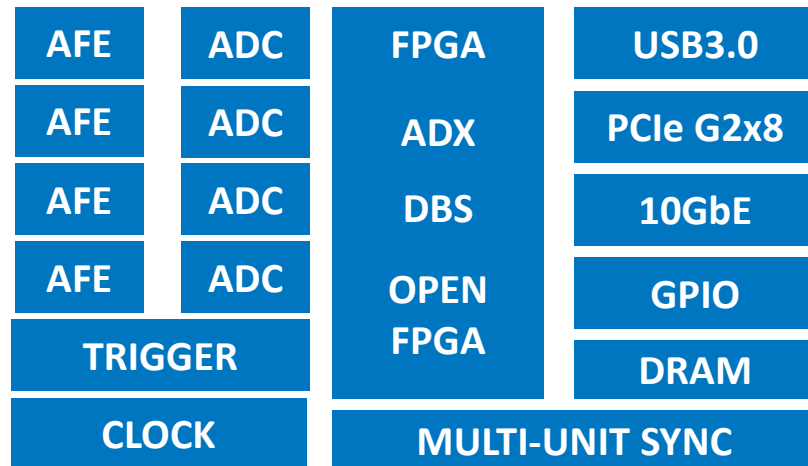 AFE
ADC
AFE
ADC
AFE
ADC
AFE
ADC
TRIGGER
CLOCK
FPGA
ADX
DBS
OPEN
FPGA
USB3.0
PCIe G2x8
10GbE
GPIO
DRAM
MULTI-UNIT SYNC